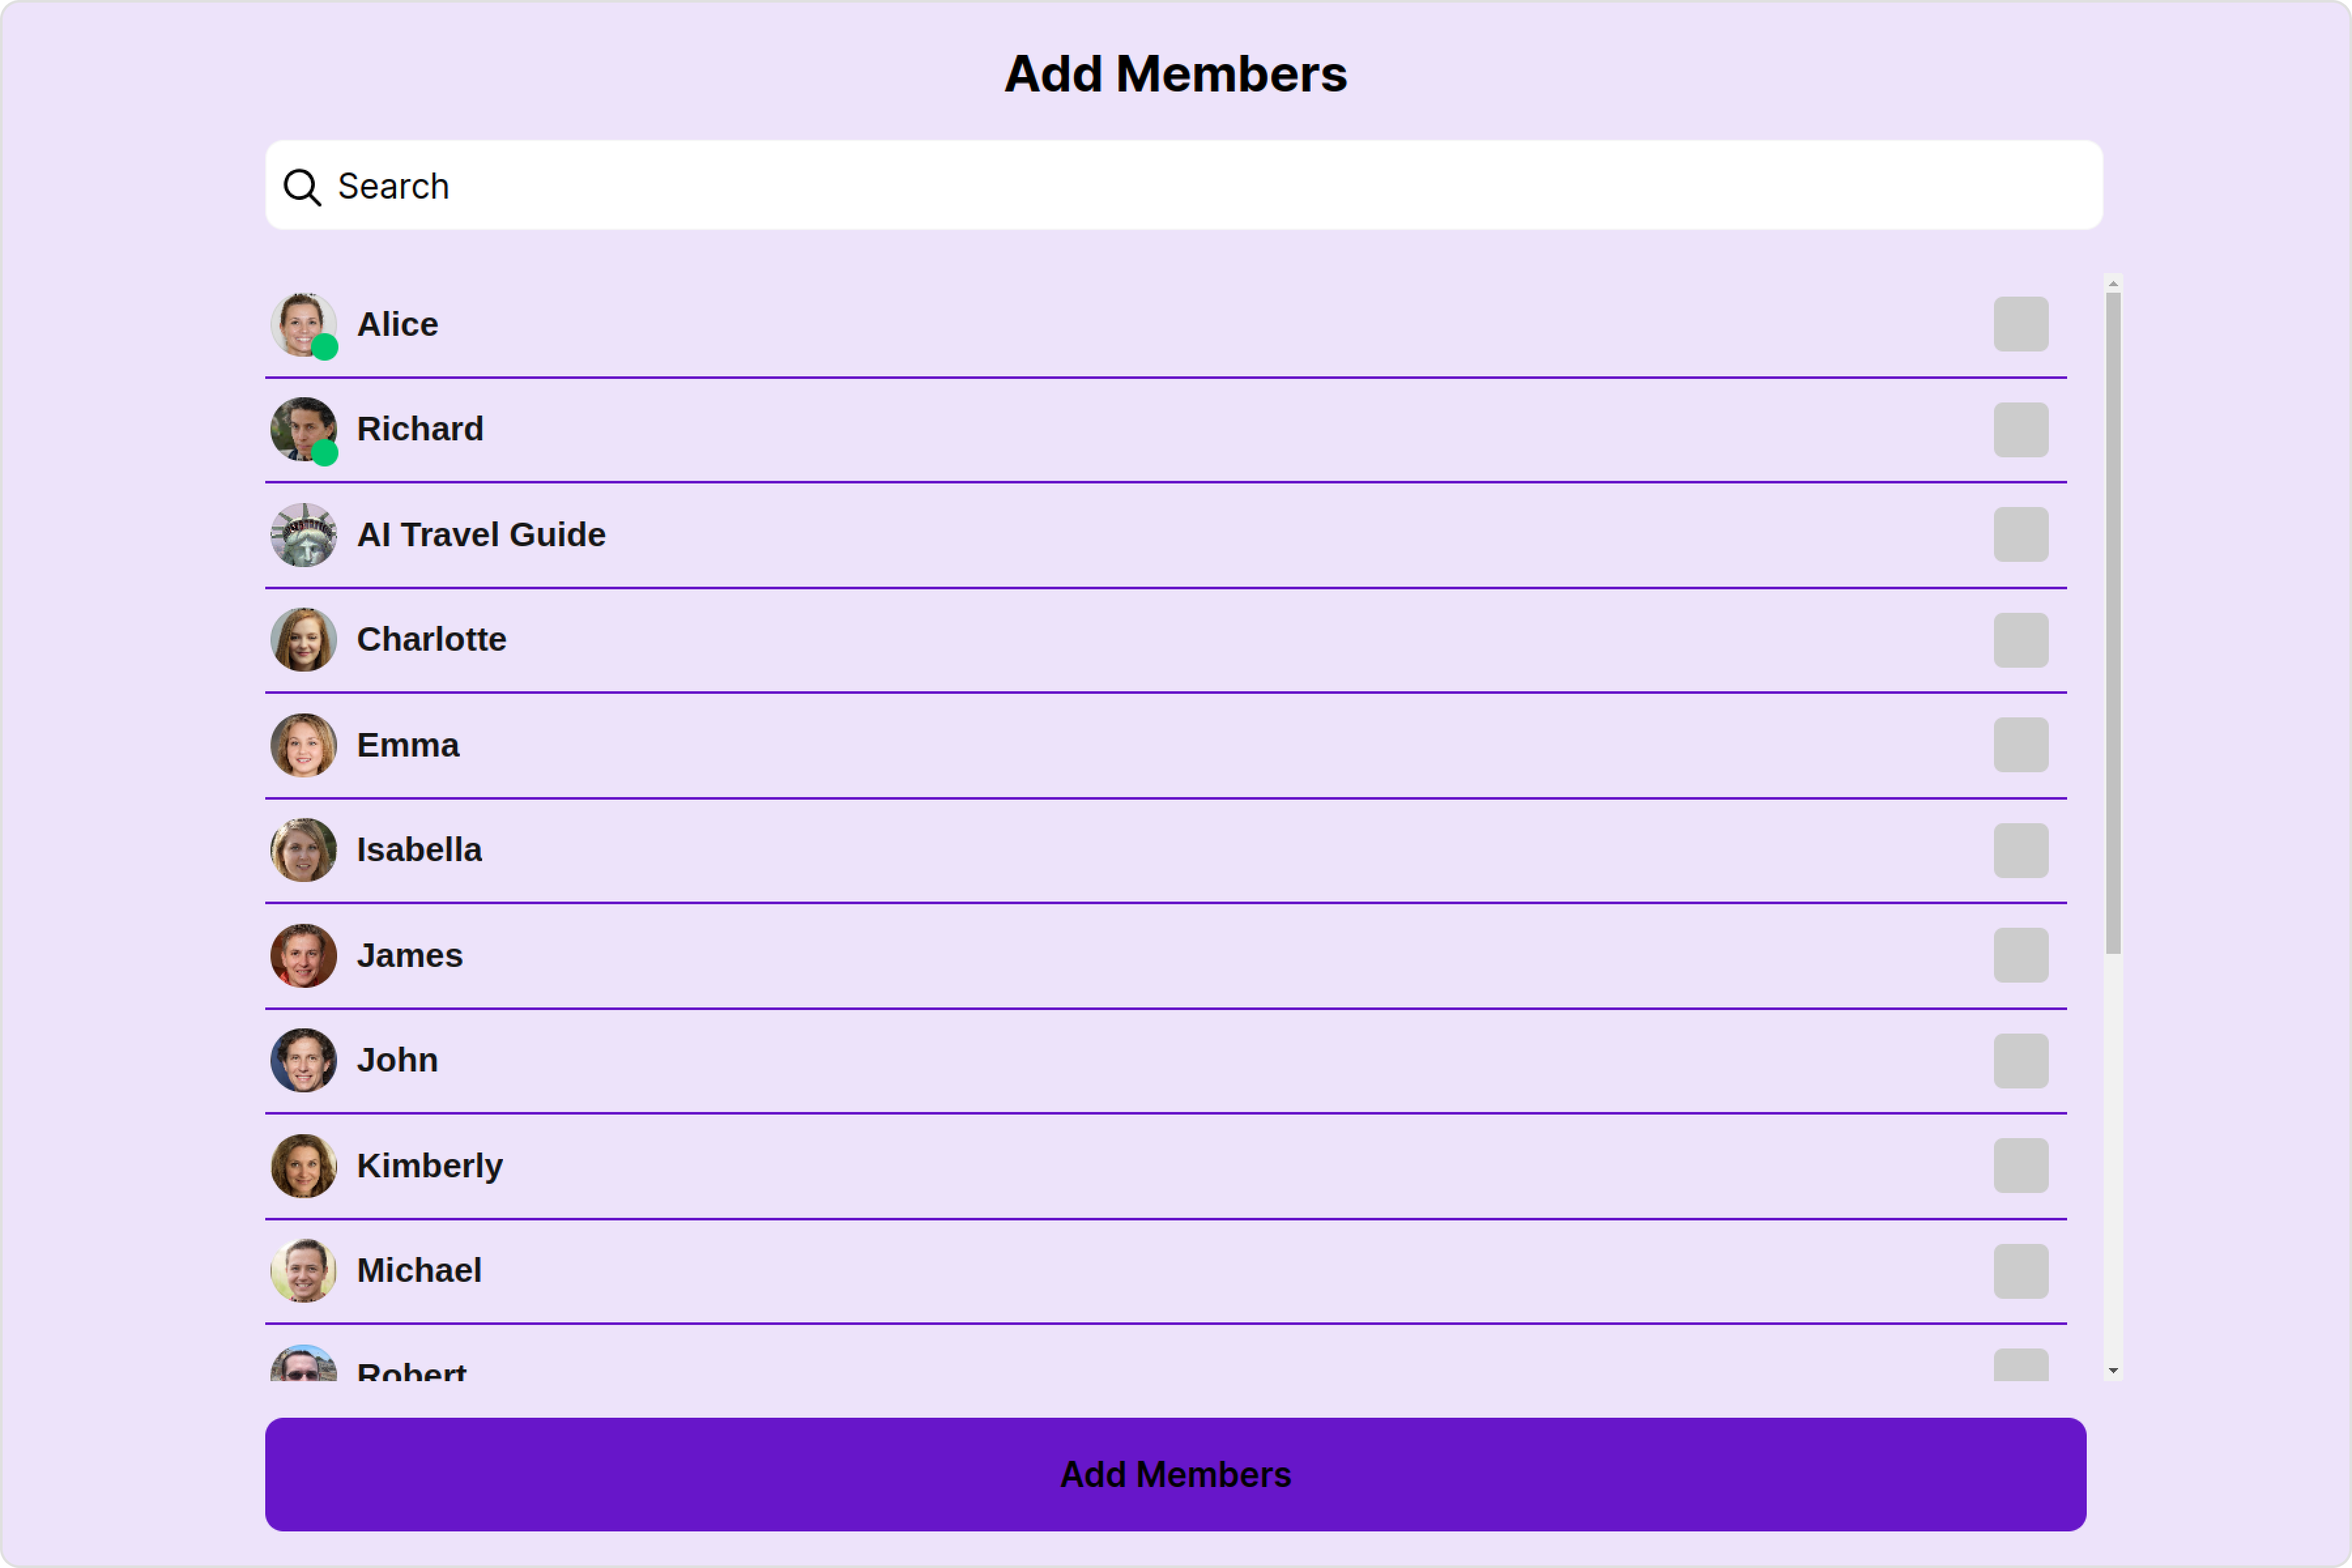 Add Members
Search
Alice
Richard
AI Travel Guide
Charlotte
Emma
Isabella
James
John
Kimberly
Michael
Robert
Add Members